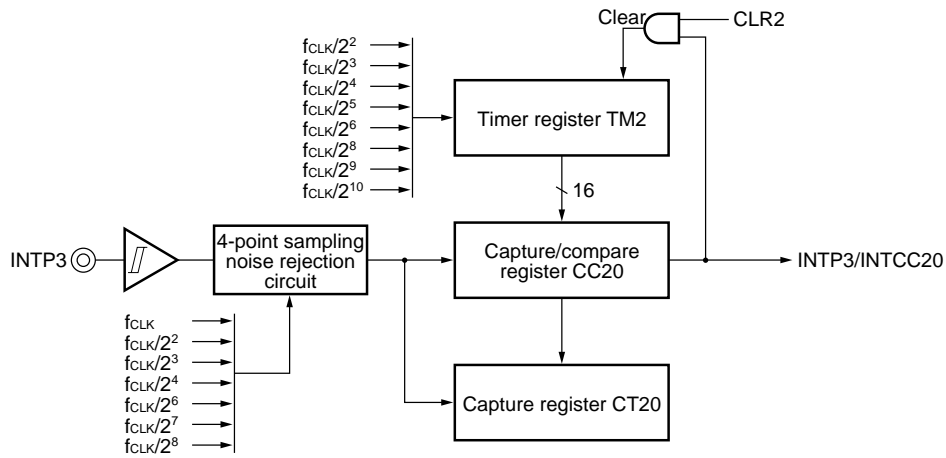 Clear
CLR2
fCLK/2²
fCLK/2³
fCLK/2⁴
fCLK/2⁵
fCLK/2⁶
fCLK/2⁸
fCLK/2⁹
fCLK/2¹⁰
Timer register TM2
16
INTP3
4-point sampling
noise rejection
circuit
Capture/compare
register CC20
INTP3/INTCC20
fCLK
fCLK/2²
fCLK/2³
fCLK/2⁴
fCLK/2⁶
fCLK/2⁷
fCLK/2⁸
Capture register CT20